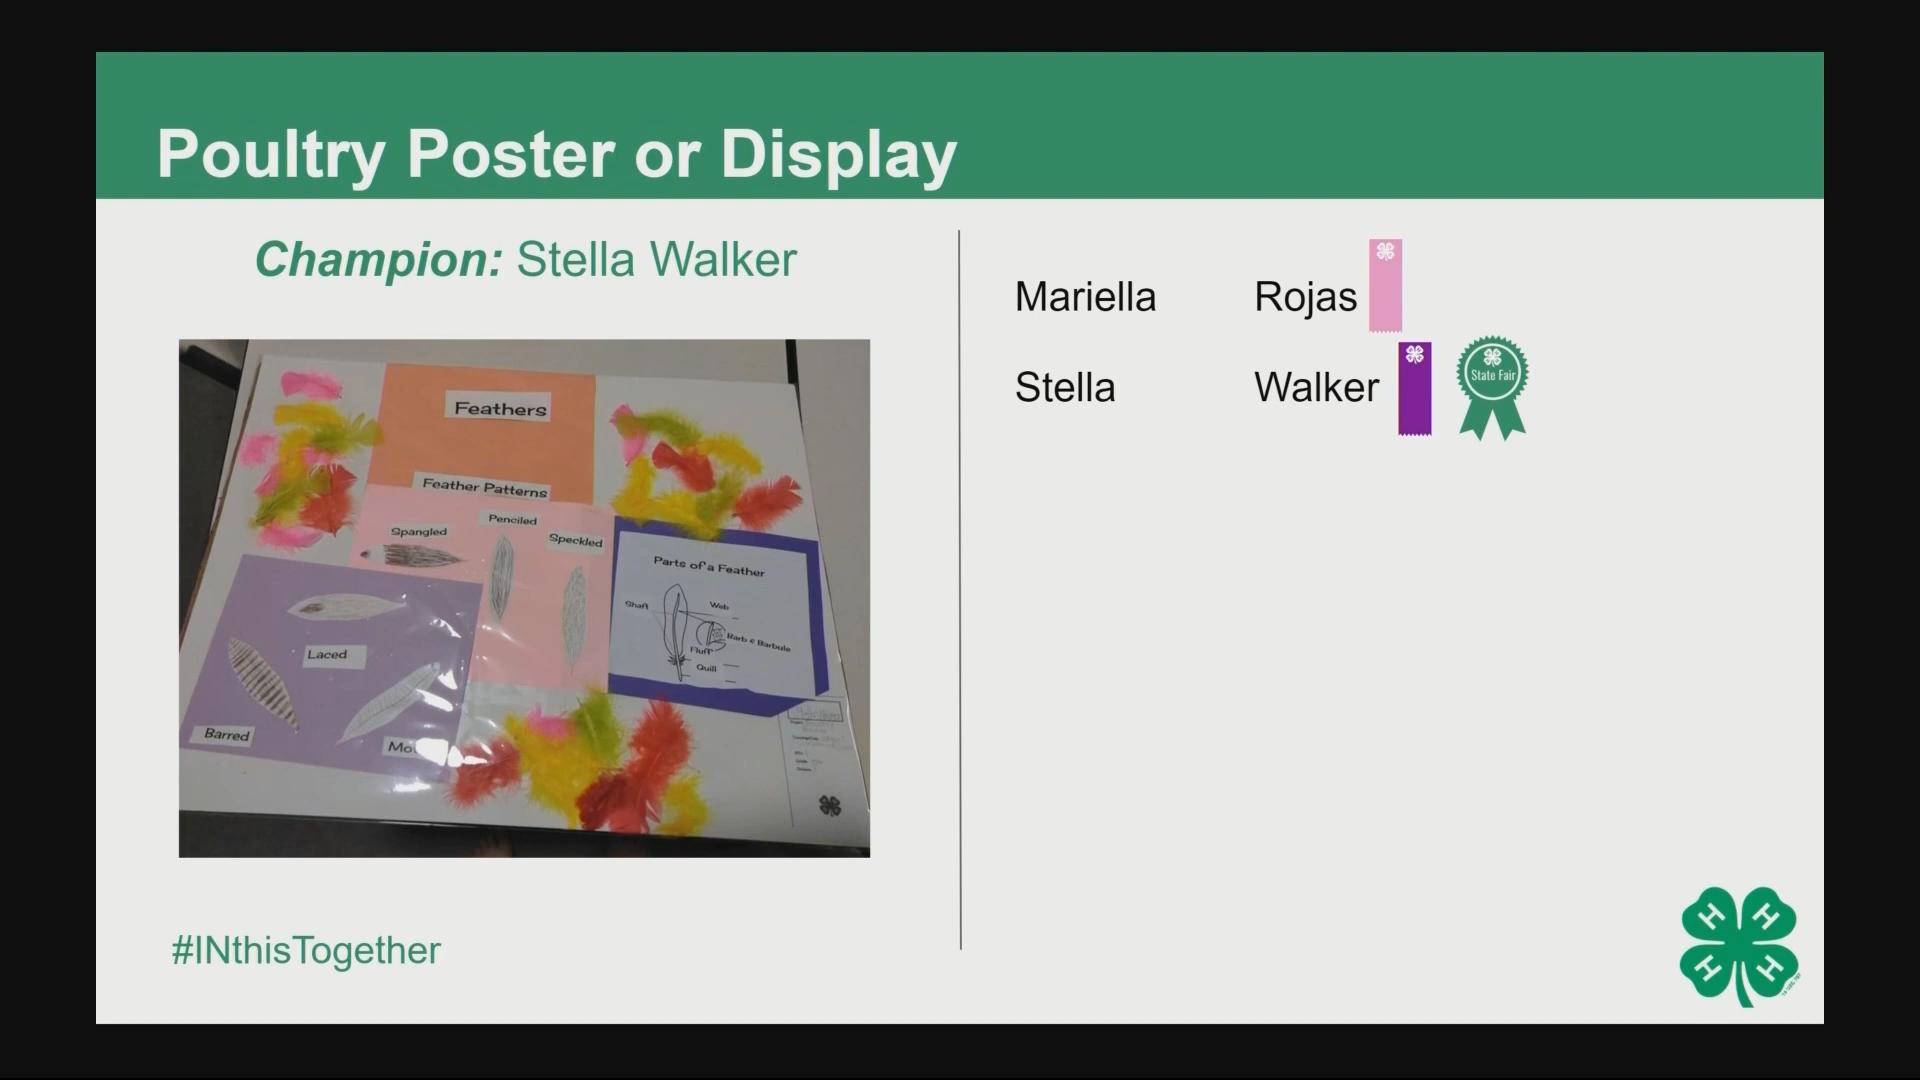 Poultry Poster or Display
Champion: Stella Walker
Feathers
Feather Patterns
Spangled
Penciled
Speckled
Laced
Barred
Parts of a Feather
Shaft
Web
Barb & Barbule
Fluff
Quill
#INthisTogether
Mariella Rojas
Stella Walker
State Fair
H H
H H